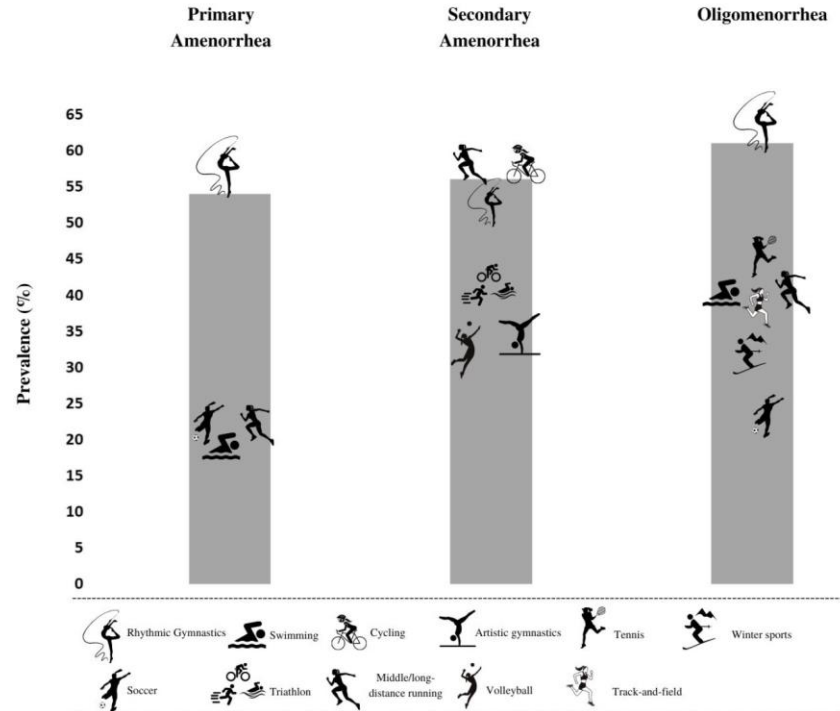 Primary
Amenorrhea
Secondary
Amenorrhea
Oligomenorrhea
Prevalence (%)
65
60
55
50
45
40
35
30
25
20
15
10
5
0
Rhythmic Gymnastics
Swimming
Cycling
Artistic gymnastics
Tennis
Winter sports
Soccer
Triathlon
Middle/long-
distance running
Volleyball
Track-and-field